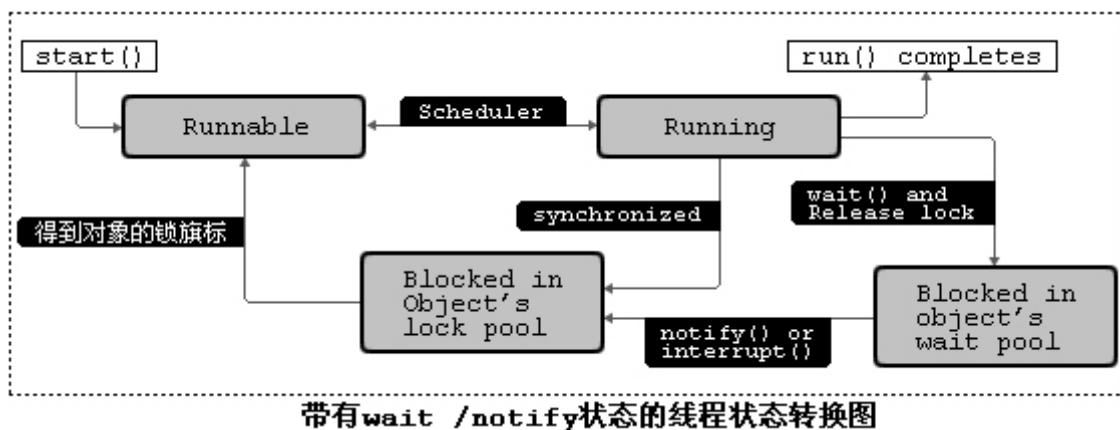 start()
run() completes
Runnable
Scheduler
Running
wait() and
Release lock
synchronized
得到对象的锁旗标
Blocked in
Object's
lock pool
notify() or
interrupt()
Blocked in
object's
wait pool
带有wait /notify状态的线程状态转换图